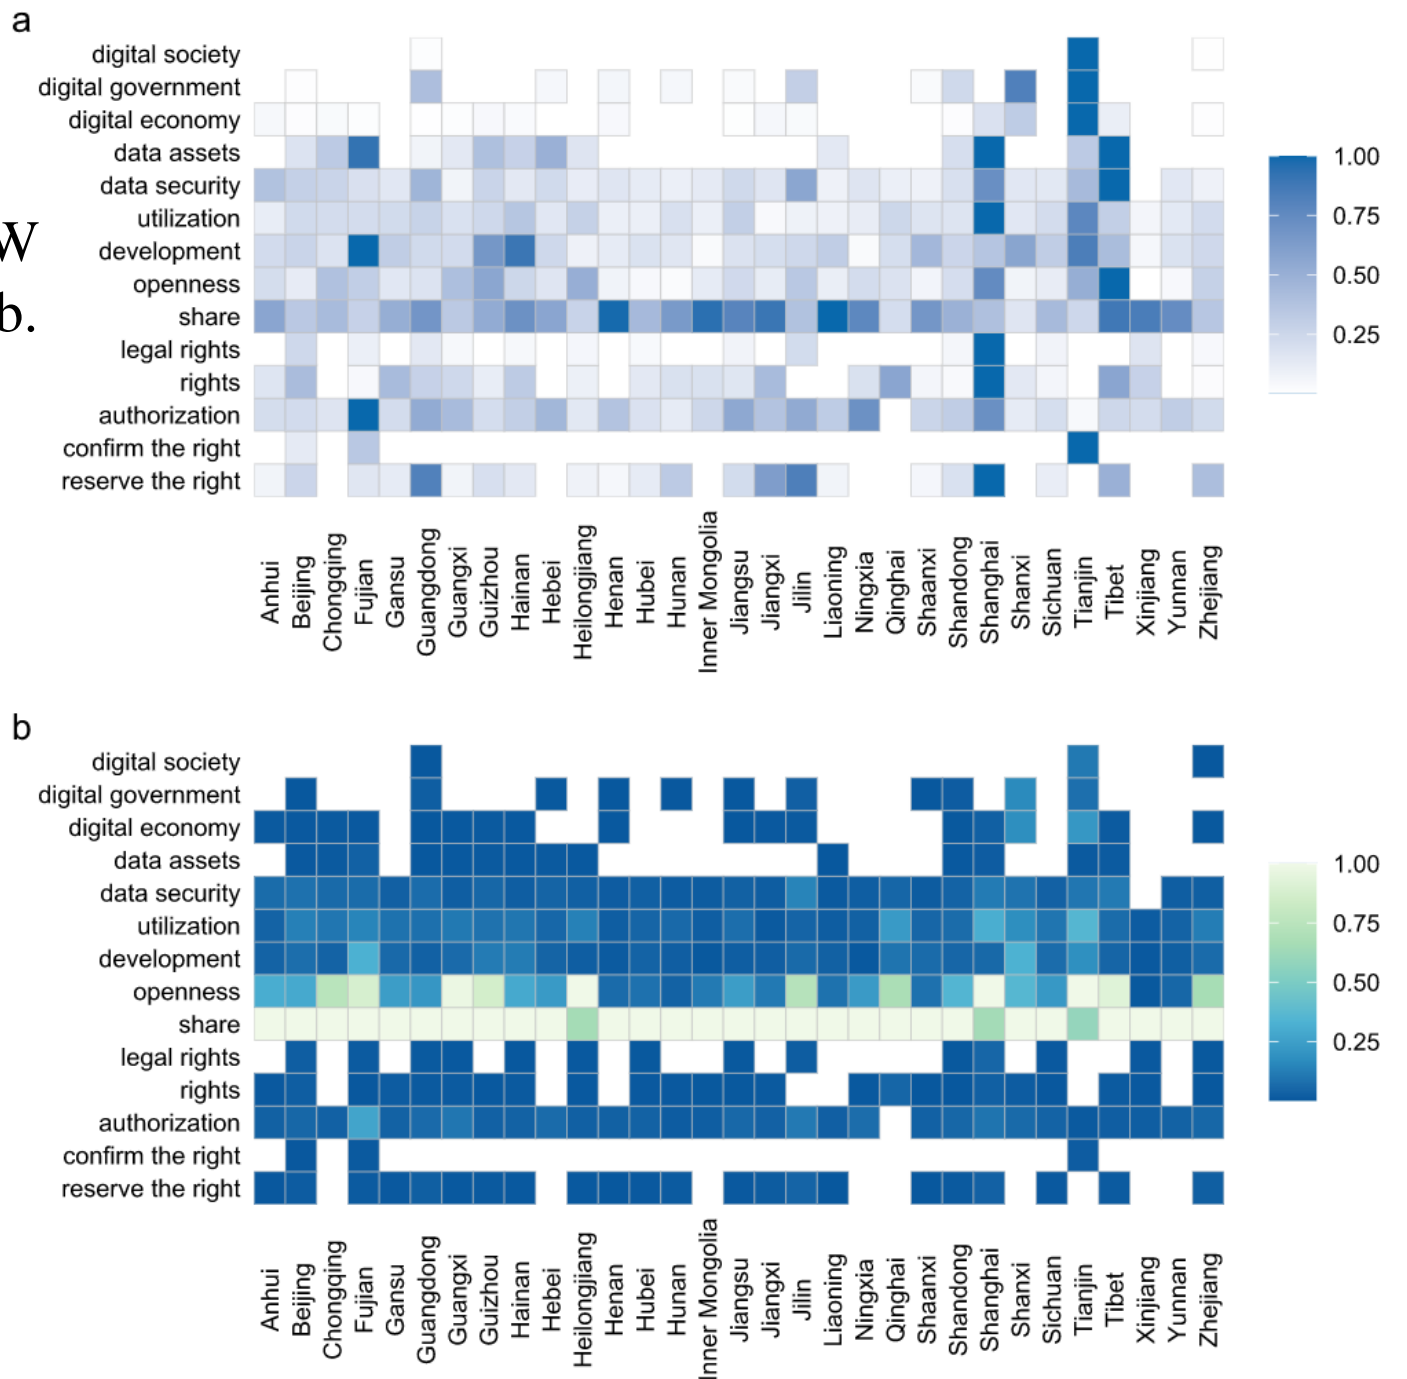 a
digital society
digital government
digital economy
data assets
data security
utilization
development
openness
share
legal rights
rights
authorization
confirm the right
reserve the right
1.00
0.75
0.50
0.25
w
b.
Anhui
Beijing
Chongqing
Fujian
Gansu
Guangdong
Guangxi
Guizhou
Hainan
Hebei
Heilongjiang
Henan
Hubei
Hunan
Inner Mongolia
Jiangsu
Jiangxi
Jilin
Liaoning
Ningxia
Qinghai
Shaanxi
Shandong
Shanghai
Shanxi
Sichuan
Tianjin
Tibet
Xinjiang
Yunnan
Zhejiang
b
digital society
digital government
digital economy
data assets
data security
utilization
development
openness
share
legal rights
rights
authorization
confirm the right
reserve the right
1.00
0.75
0.50
0.25
Anhui
Beijing
Chongqing
Fujian
Gansu
Guangdong
Guangxi
Guizhou
Hainan
Hebei
Heilongjiang
Henan
Hubei
Hunan
Inner Mongolia
Jiangsu
Jiangxi
Jilin
Liaoning
Ningxia
Qinghai
Shaanxi
Shandong
Shanghai
Shanxi
Sichuan
Tianjin
Tibet
Xinjiang
Yunnan
Zhejiang